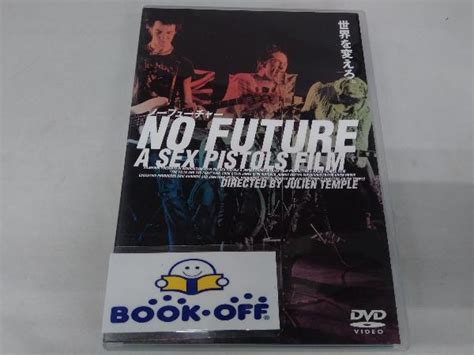 世界を変えろ
ノーフューチャー
NO FUTURE
A SEX PISTOLS FILM
DIRECTED BY JULIEN TEMPLE
BOOK·OFF®
DVD
VIDEO